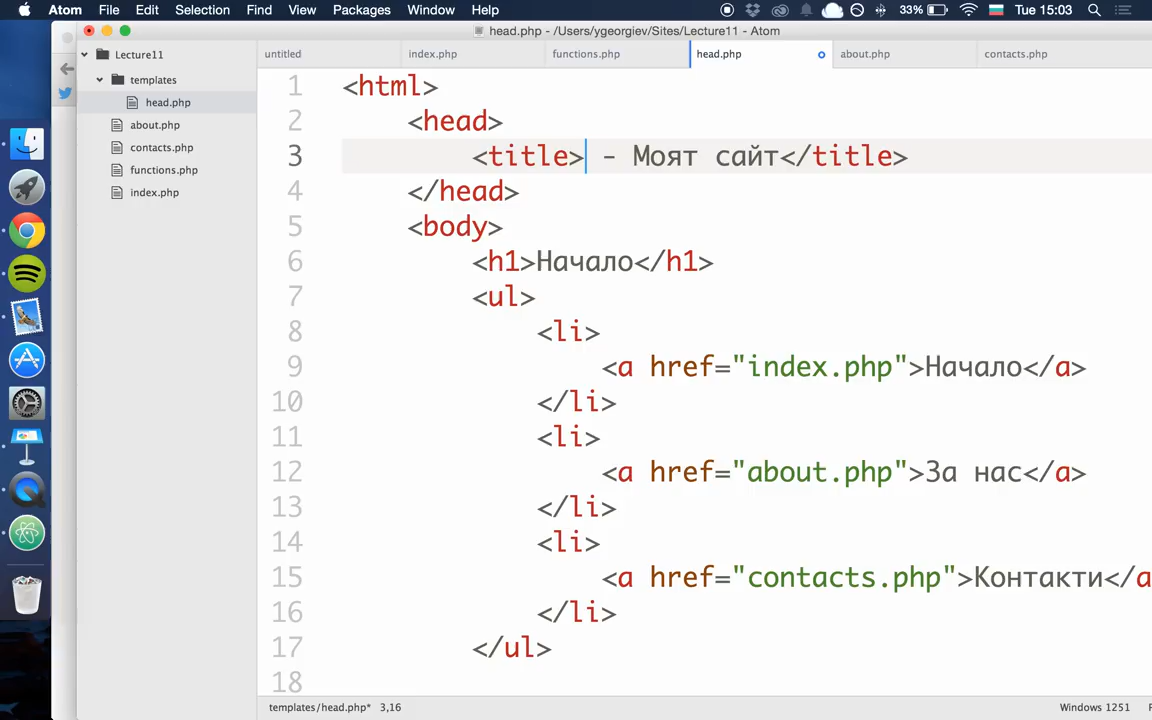 Atom File Edit Selection Find View Packages Window Help 33% Tue 15:03
head.php - /Users/ygeorgiev/Sites/Lecture11 - Atom
Lecture11
templates
head.php
about.php
contacts.php
functions.php
index.php
untitled index.php functions.php head.php about.php contacts.php
1 <html>
2 <head>
3 <title> - Моят сайт</title>
4 </head>
5 <body>
6 <h1>Начало</h1>
7 <ul>
8 <li>
9 <a href="index.php">Начало</a>
10 </li>
11 <li>
12 <a href="about.php">За нас</a>
13 </li>
14 <li>
15 <a href="contacts.php">Контакти</a
16 </li>
17 </ul>
18
templates/head.php* 3,16 Windows 1251